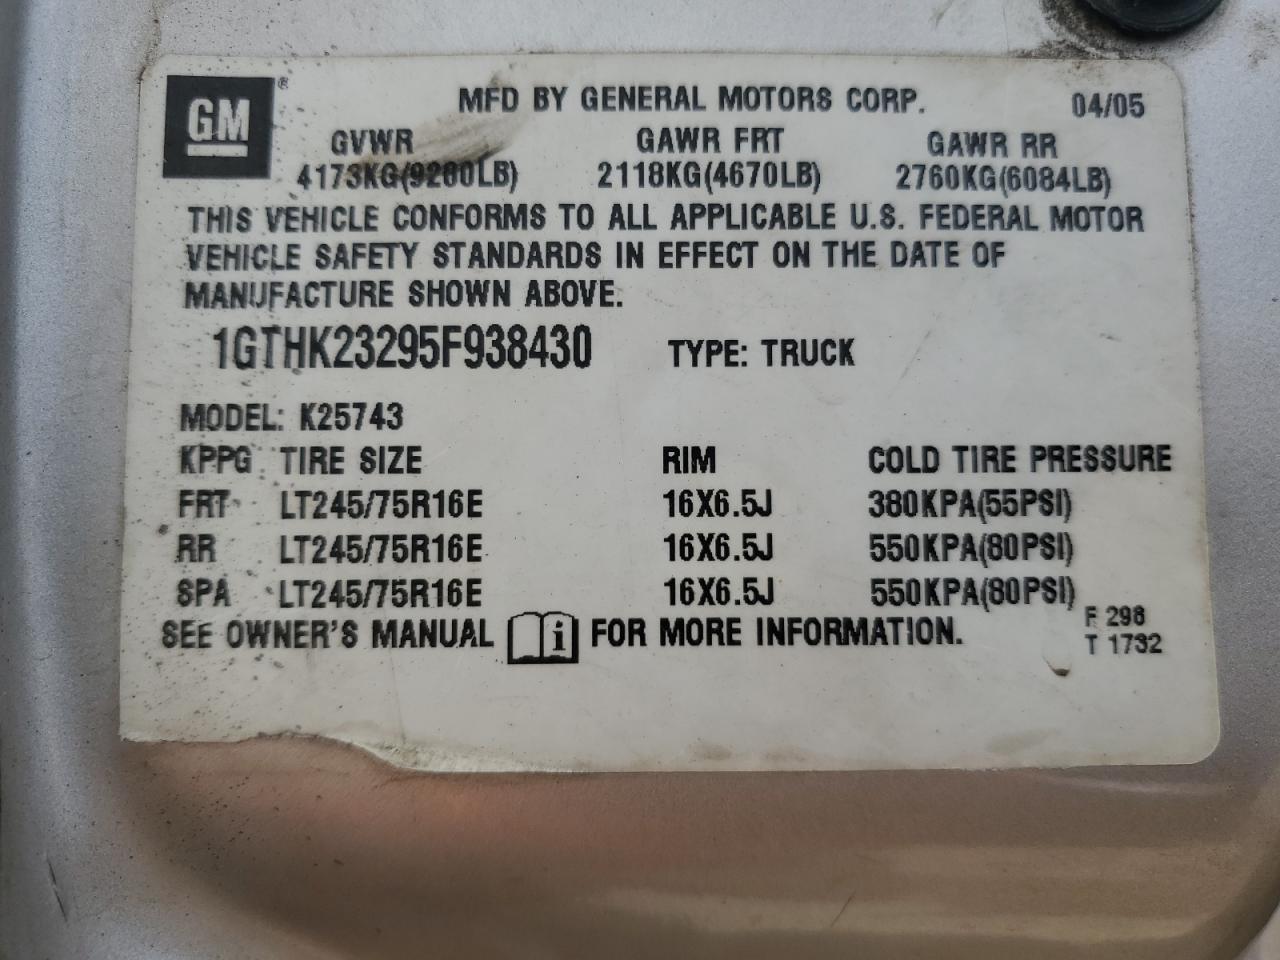 GM ®
MFD BY GENERAL MOTORS CORP. 04/05
GVWR GAWR FRT GAWR RR
4173KG(9200LB) 2118KG(4670LB) 2760KG(6084LB)
THIS VEHICLE CONFORMS TO ALL APPLICABLE U.S. FEDERAL MOTOR
VEHICLE SAFETY STANDARDS IN EFFECT ON THE DATE OF
MANUFACTURE SHOWN ABOVE.
1GTHK23295F938430 TYPE: TRUCK
MODEL: K25743
KPPG TIRE SIZE RIM COLD TIRE PRESSURE
FRT LT245/75R16E 16X6.5J 380KPA(55PSI)
RR LT245/75R16E 16X6.5J 550KPA(80PSI)
SPA LT245/75R16E 16X6.5J 550KPA(80PSI)
SEE OWNER'S MANUAL i FOR MORE INFORMATION.
F 298
T 1732